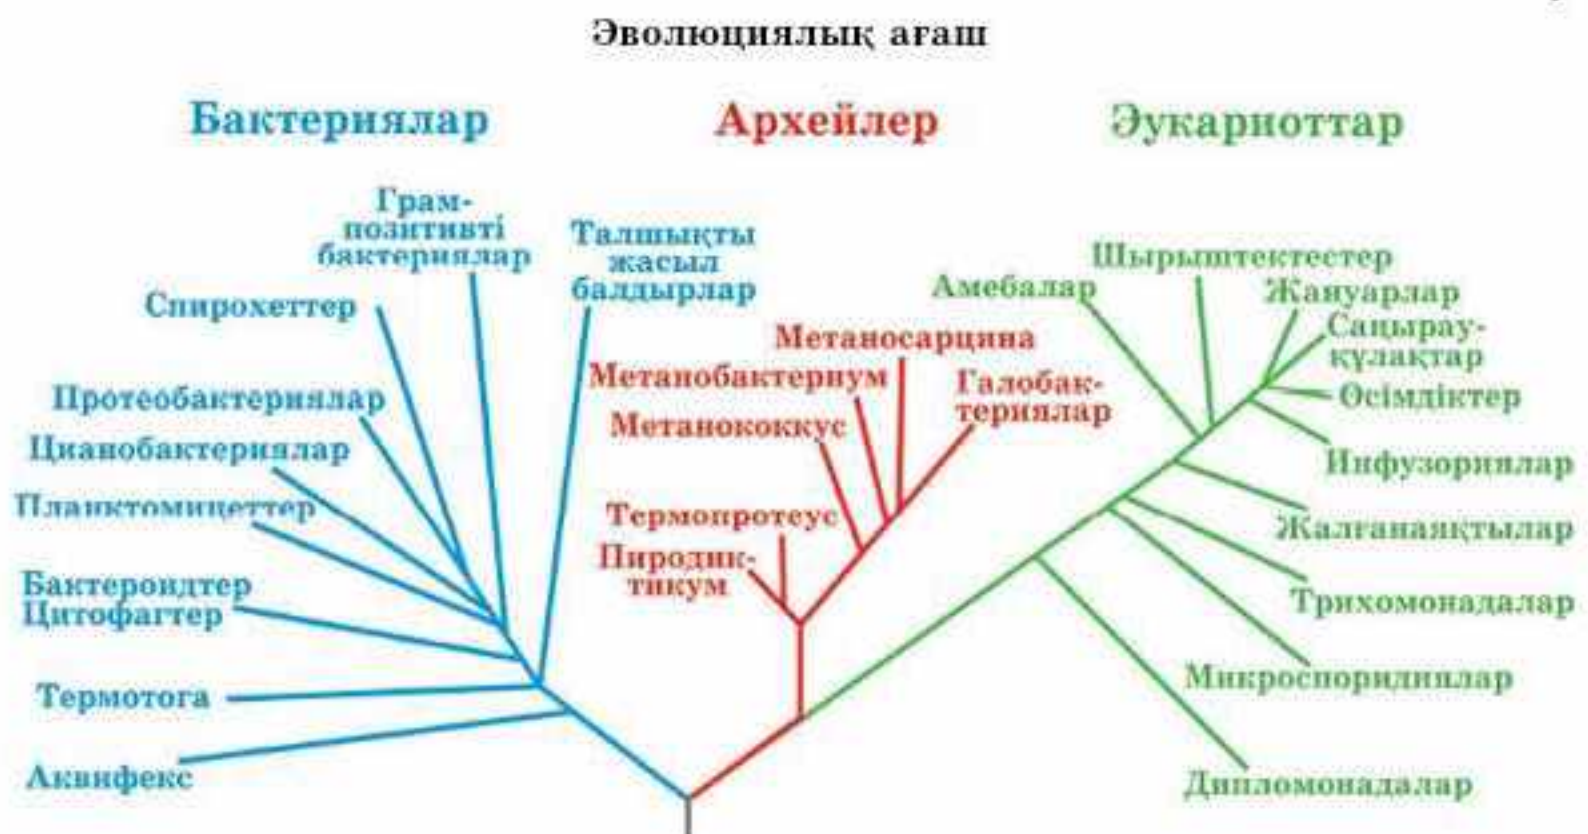 Эволюциялық ағаш
Бактериялар
Архейлер
Эукариоттар
Грам-
позитивті
бактериялар
Талшықты
жасыл
балдырлар
Спирохеттер
Протеобактериялар
Цианобактериялар
Планктомицеттер
Бактероидтер
Цитофагтер
Термотога
Аквифекс
Метаносарцина
Метанобактериум
Метанококкус
Галобак-
териялар
Термопротеус
Пиродик-
тикум
Шырыштектестер
Амебалар
Жануарлар
Саңырау-
құлақтар
Өсімдіктер
Инфузориялар
Жалғанаяқтылар
Трихомонадалар
Микроспоридиялар
Дипломонадалар